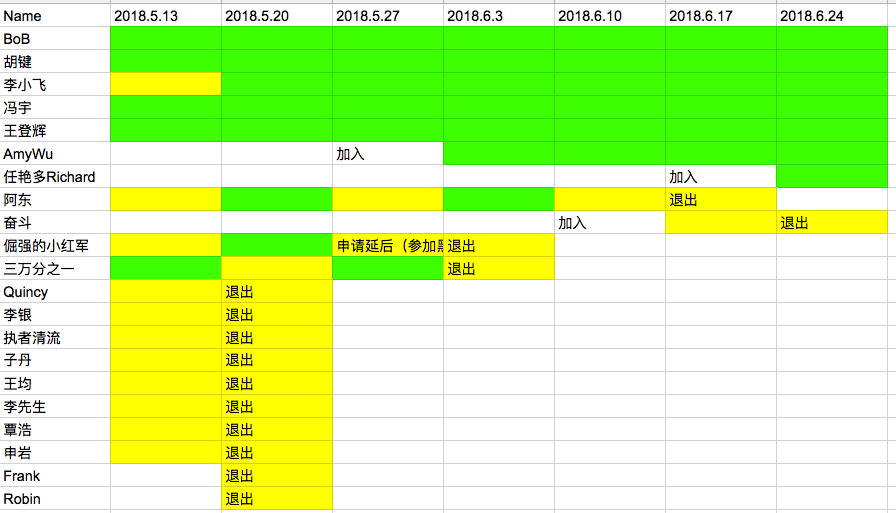 Name 2018.5.13 2018.5.20 2018.5.27 2018.6.3 2018.6.10 2018.6.17 2018.6.24
BoB
胡键
李小飞
冯宇
王登辉
AmyWu 加入
任艳多Richard 加入
阿东 退出
奋斗 加入 退出
倔强的小红军 申请延后（参加 退出
三万分之一 退出
Quincy 退出
李银 退出
执者清流 退出
子丹 退出
王均 退出
李先生 退出
覃浩 退出
申岩 退出
Frank 退出
Robin 退出